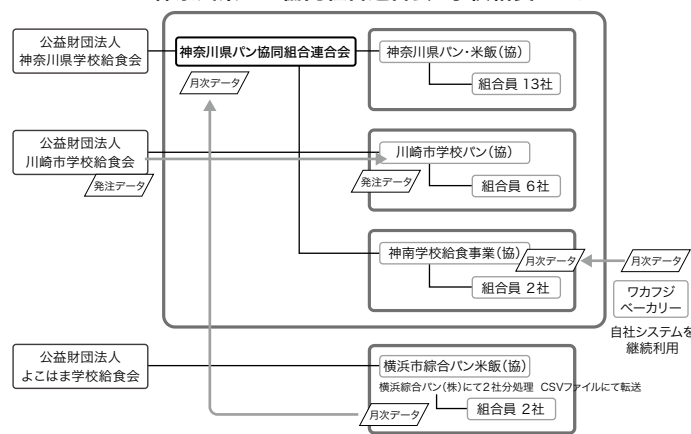 公益財団法人
神奈川県学校給食会
神奈川県パン協同組合連合会
月次データ
神奈川県パン・米飯(協)
組合員 13社
公益財団法人
川崎市学校給食会
発注データ
川崎市学校パン(協)
発注データ
組合員 6社
神南学校給食事業(協)
月次データ
月次データ
組合員 2社
ワカフジ
ベーカリー
自社システムを
継続利用
公益財団法人
よこはま学校給食会
横浜市綜合パン米飯(協)
横浜綜合パン(株)にて2社分処理 CSVファイルにて転送
月次データ
組合員 2社